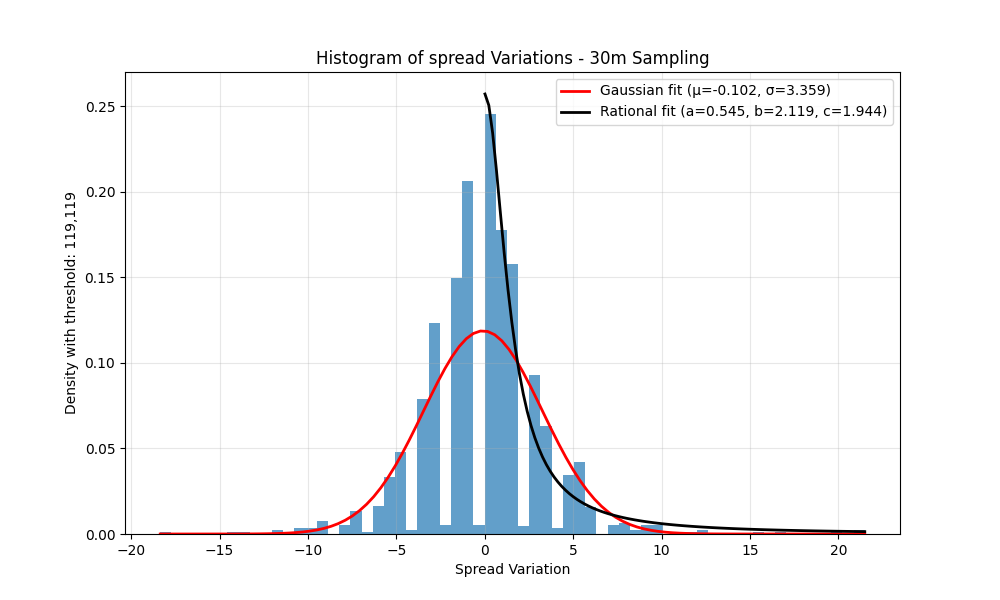 Histogram of spread Variations - 30m Sampling
Gaussian fit (μ=-0.102, σ=3.359)
Rational fit (a=0.545, b=2.119, c=1.944)
Density with threshold: 119,119
0.25
0.20
0.15
0.10
0.05
0.00
−20 −15 −10 −5 0 5 10 15 20
Spread Variation